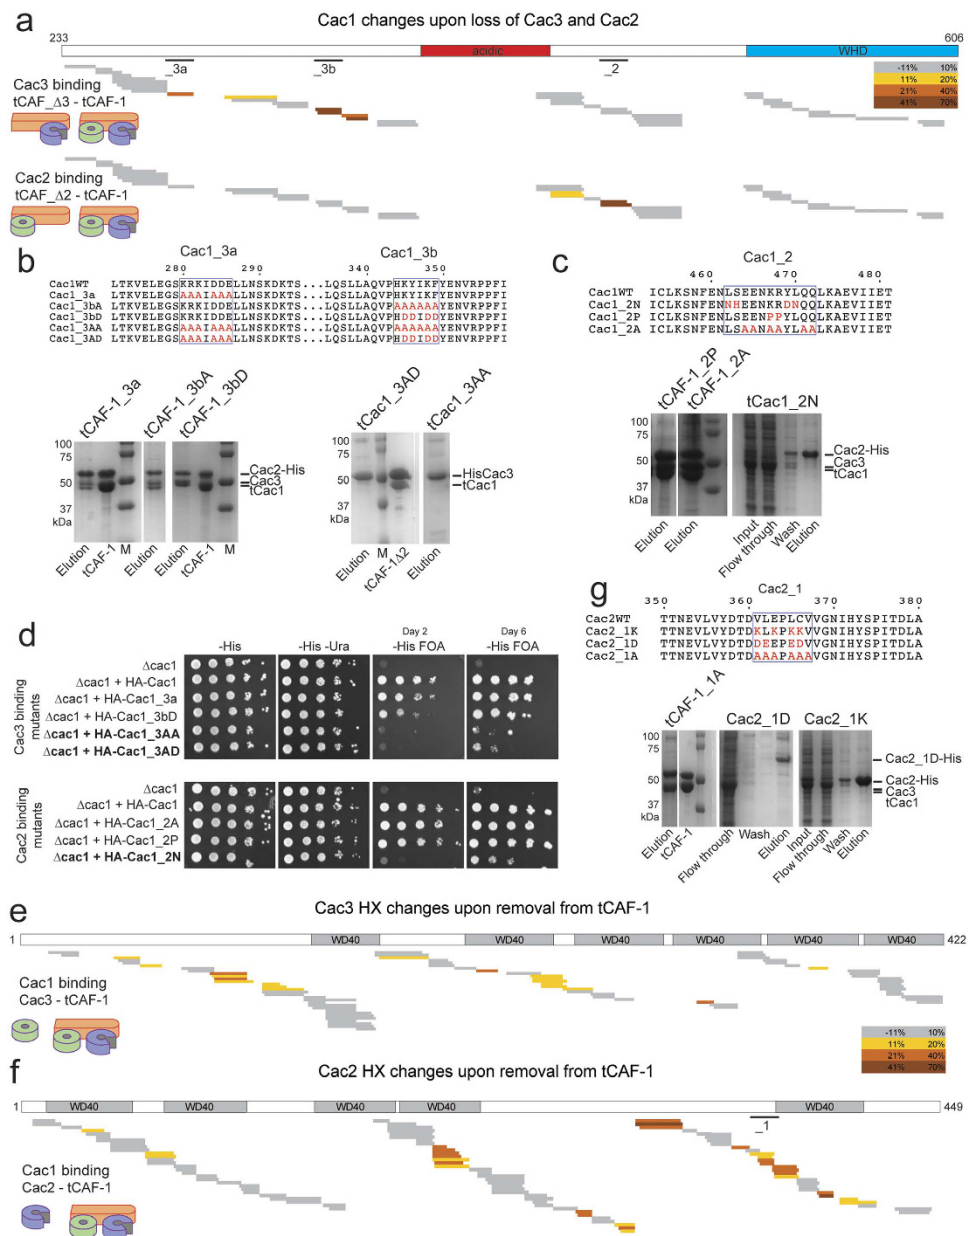 a
Cac1 changes upon loss of Cac3 and Cac2
233
606
acidic
WHD
_3a
_3b
_2
-11% 10%
11% 20%
21% 40%
41% 70%
Cac3 binding
tCAF_Δ3 - tCAF-1
Cac2 binding
tCAF_Δ2 - tCAF-1
b
Cac1_3a
Cac1_3b
280 290 340 350
Cac1WT LTKVELEGSKRKIDDELLNSKDKTS...LQSLLAQVPHKYIKFYENVRPPFI
Cac1_3a LTKVELEGSAAAIAAALLNSKDKTS...LQSLLAQVPHKYIKFYENVRPPFI
Cac1_3bA LTKVELEGSKRKIDDELLNSKDKTS...LQSLLAQVPAAAAAAYENVRPPFI
Cac1_3bD LTKVELEGSKRKIDDELLNSKDKTS...LQSLLAQVPHDDIDDYENVRPPFI
Cac1_3AA LTKVELEGSAAAIAAALLNSKDKTS...LQSLLAQVPAAAAAAYENVRPPFI
Cac1_3AD LTKVELEGSAAAIAAALLNSKDKTS...LQSLLAQVPHDDIDDYENVRPPFI
tCAF-1_3a
tCAF-1_3bA
tCAF-1_3bD
100
75
50
37
kDa
Cac2-His
Cac3
tCac1
Elution
tCAF-1
M
Elution
Elution
tCAF-1
M
tCac1_3AD
tCac1_3AA
100
75
50
37
kDa
HisCac3
tCac1
Elution
M
tCAF-1Δ2
Elution
c
Cac1_2
460 470 480
Cac1WT ICLKSNFENLSEENKRYLQQLKAEVIIET
Cac1_2N ICLKSNFENNHEENKRDNQQLKAEVIIET
Cac1_2P ICLKSNFENLSEENPPYLQQLKAEVIIET
Cac1_2A ICLKSNFENLSAANAAYLAALKAEVIIET
tCAF-1_2P
tCAF-1_2A
tCac1_2N
100
75
50
37
kDa
Cac2-His
Cac3
tCac1
Elution
Elution
Input
Flow through
Wash
Elution
d
-His
-His -Ura
Day 2
-His FOA
Day 6
-His FOA
Cac3 binding
mutants
Δcac1
Δcac1 + HA-Cac1
Δcac1 + HA-Cac1_3a
Δcac1 + HA-Cac1_3bD
Δcac1 + HA-Cac1_3AA
Δcac1 + HA-Cac1_3AD
Cac2 binding
mutants
Δcac1
Δcac1 + HA-Cac1
Δcac1 + HA-Cac1_2A
Δcac1 + HA-Cac1_2P
Δcac1 + HA-Cac1_2N
g
Cac2_1
350 360 370 380
Cac2WT TTNEVLVYDTDVLEPLCVVGNIHYSPITDLA
Cac2_1K TTNEVLVYDTDKLKPKKVVGNIHYSPITDLA
Cac2_1D TTNEVLVYDTDDEEPEDVVGNIHYSPITDLA
Cac2_1A TTNEVLVYDTDAAAPAAAVGNIHYSPITDLA
tCAF-1_1A
Cac2_1D
Cac2_1K
100
75
50
37
kDa
Cac2_1D-His
Cac2-His
Cac3
tCac1
Elution
tCAF-1
Flow through
Wash
Elution
Input
Flow through
Wash
Elution
e
Cac3 HX changes upon removal from tCAF-1
1
422
WD40 WD40 WD40 WD40 WD40 WD40
Cac1 binding
Cac3 - tCAF-1
-11% 10%
11% 20%
21% 40%
41% 70%
f
Cac2 HX changes upon removal from tCAF-1
1
449
WD40 WD40 WD40 WD40 WD40
_1
Cac1 binding
Cac2 - tCAF-1